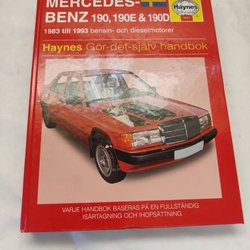 MERCEDES-
BENZ 190, 190E & 190D
Haynes
1983 till 1993 bensin- och dieselmotorer
Haynes Gör-det-själv handbok
VARJE HANDBOK BASERAS PÅ EN FULLSTÄNDIG
ISÄRTAGNING OCH IHOPSÄTTNING